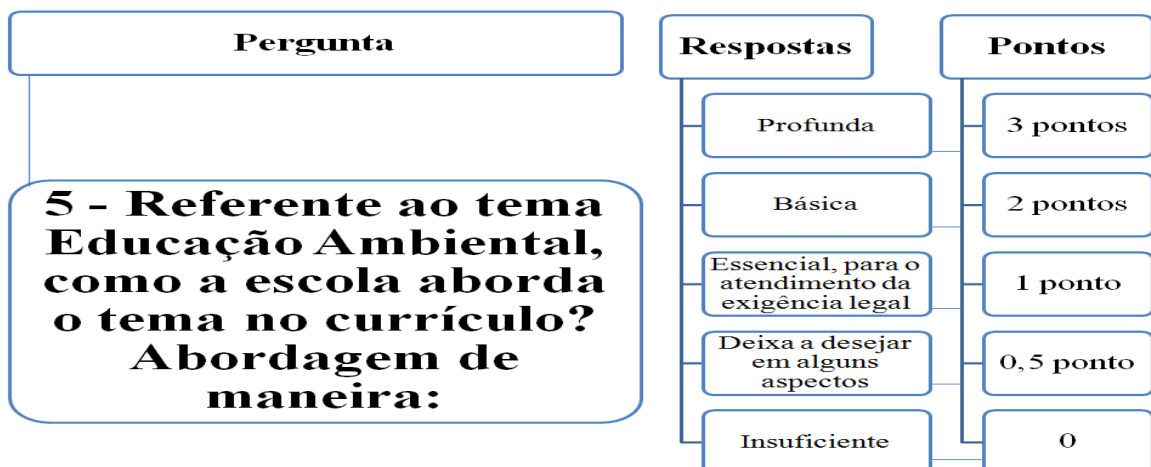 Pergunta
5 - Referente ao tema
Educação Ambiental,
como a escola aborda
o tema no currículo?
Abordagem de
maneira:
Respostas
Pontos
Profunda
3 pontos
Básica
2 pontos
Essencial, para o
atendimento da
exigência legal
1 ponto
Deixa a desejar
em alguns
aspectos
0,5 ponto
Insuficiente
0